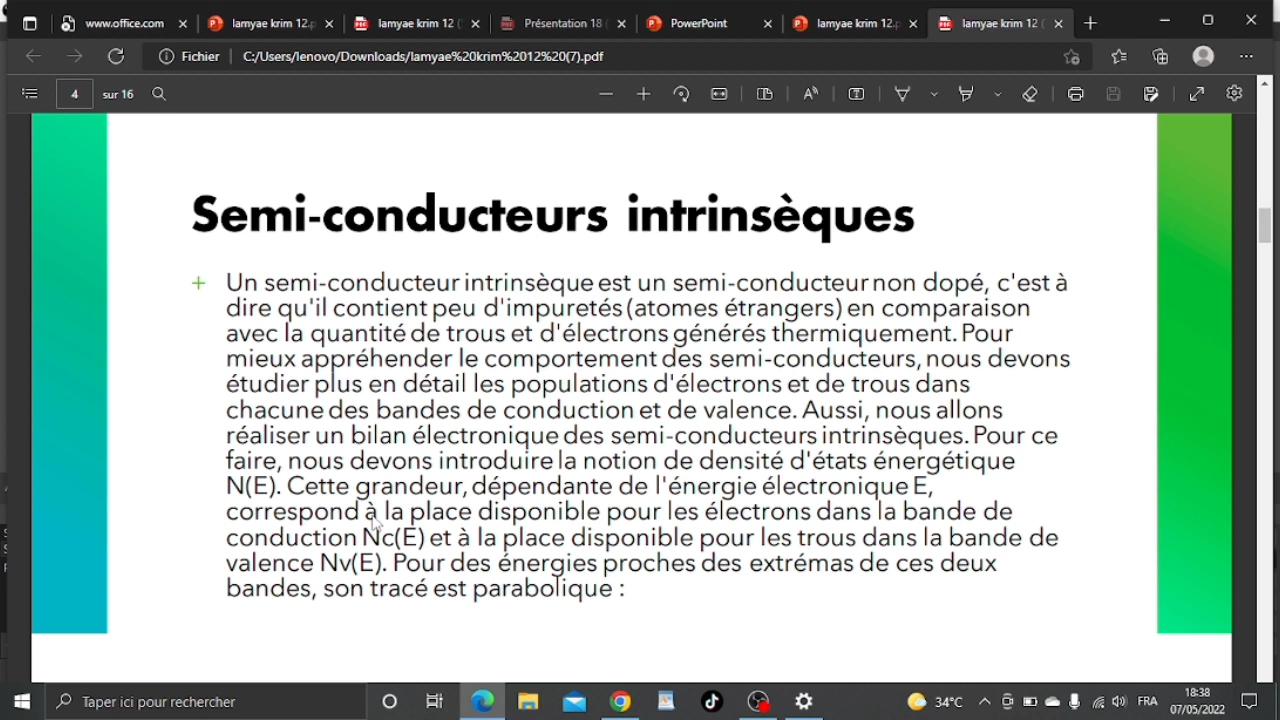 www.office.com
lamyae krim 12.p
lamyae krim 12 (
Présentation 18 (
PowerPoint
lamyae krim 12.p
lamyae krim 12 (
Fichier
C:/Users/lenovo/Downloads/lamyae%20krim%2012%20(7).pdf
4
sur 16
Semi-conducteurs intrinsèques
+ Un semi-conducteur intrinsèque est un semi-conducteur non dopé, c'est à
dire qu'il contient peu d'impuretés (atomes étrangers) en comparaison
avec la quantité de trous et d'électrons générés thermiquement. Pour
mieux appréhender le comportement des semi-conducteurs, nous devons
étudier plus en détail les populations d'électrons et de trous dans
chacune des bandes de conduction et de valence. Aussi, nous allons
réaliser un bilan électronique des semi-conducteurs intrinsèques. Pour ce
faire, nous devons introduire la notion de densité d'états énergétique
N(E). Cette grandeur, dépendante de l'énergie électronique E,
correspond à la place disponible pour les électrons dans la bande de
conduction Nc(E) et à la place disponible pour les trous dans la bande de
valence Nv(E). Pour des énergies proches des extrémas de ces deux
bandes, son tracé est parabolique :
Taper ici pour rechercher
34°C
FRA
18:38
07/05/2022